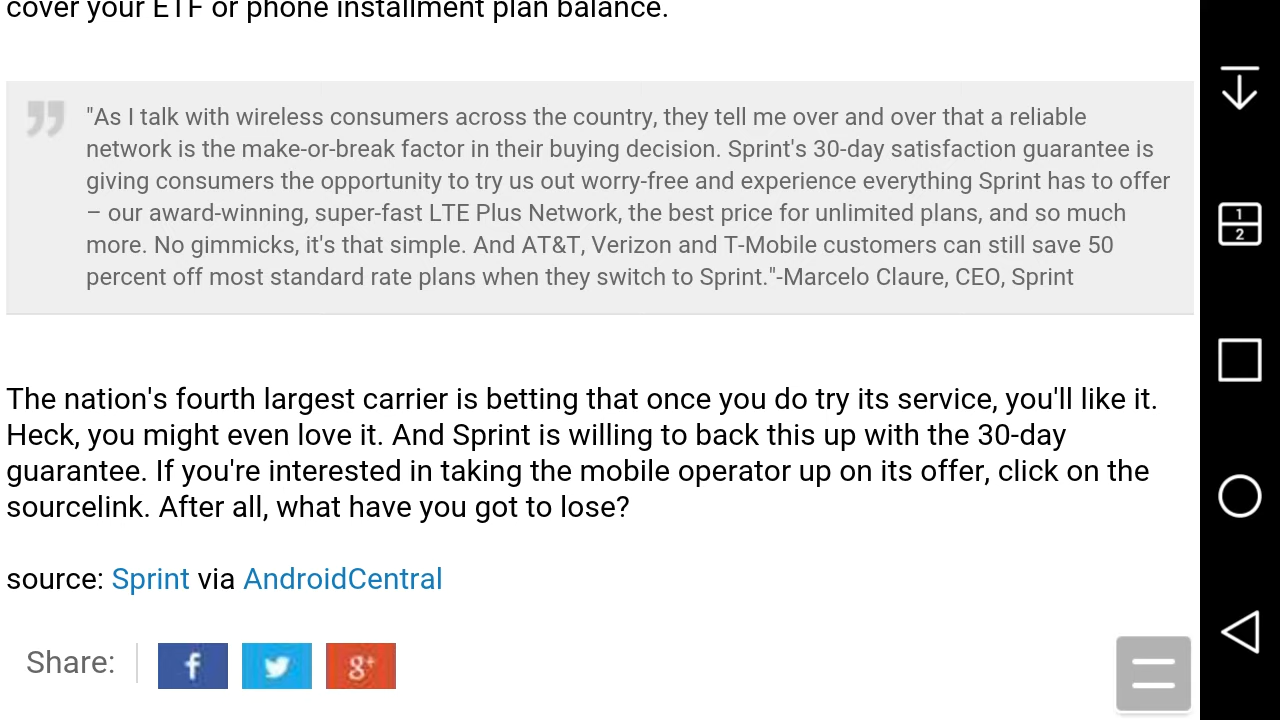 cover your ETF or phone installment plan balance.
"As I talk with wireless consumers across the country, they tell me over and over that a reliable
network is the make-or-break factor in their buying decision. Sprint's 30-day satisfaction guarantee is
giving consumers the opportunity to try us out worry-free and experience everything Sprint has to offer
– our award-winning, super-fast LTE Plus Network, the best price for unlimited plans, and so much
more. No gimmicks, it's that simple. And AT&T, Verizon and T-Mobile customers can still save 50
percent off most standard rate plans when they switch to Sprint."-Marcelo Claure, CEO, Sprint
The nation's fourth largest carrier is betting that once you do try its service, you'll like it.
Heck, you might even love it. And Sprint is willing to back this up with the 30-day
guarantee. If you're interested in taking the mobile operator up on its offer, click on the
sourcelink. After all, what have you got to lose?
source: Sprint via AndroidCentral
Share: f g+
1
2